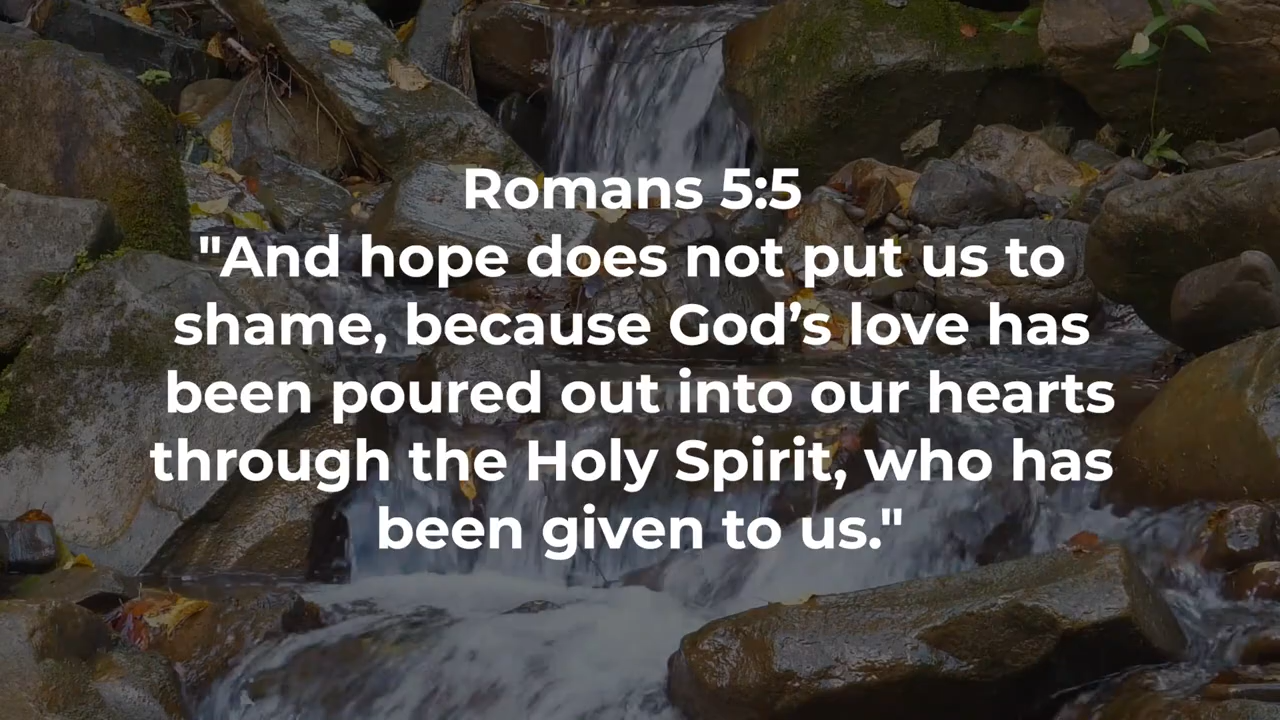 Romans 5:5
"And hope does not put us to
shame, because God’s love has
been poured out into our hearts
through the Holy Spirit, who has
been given to us."